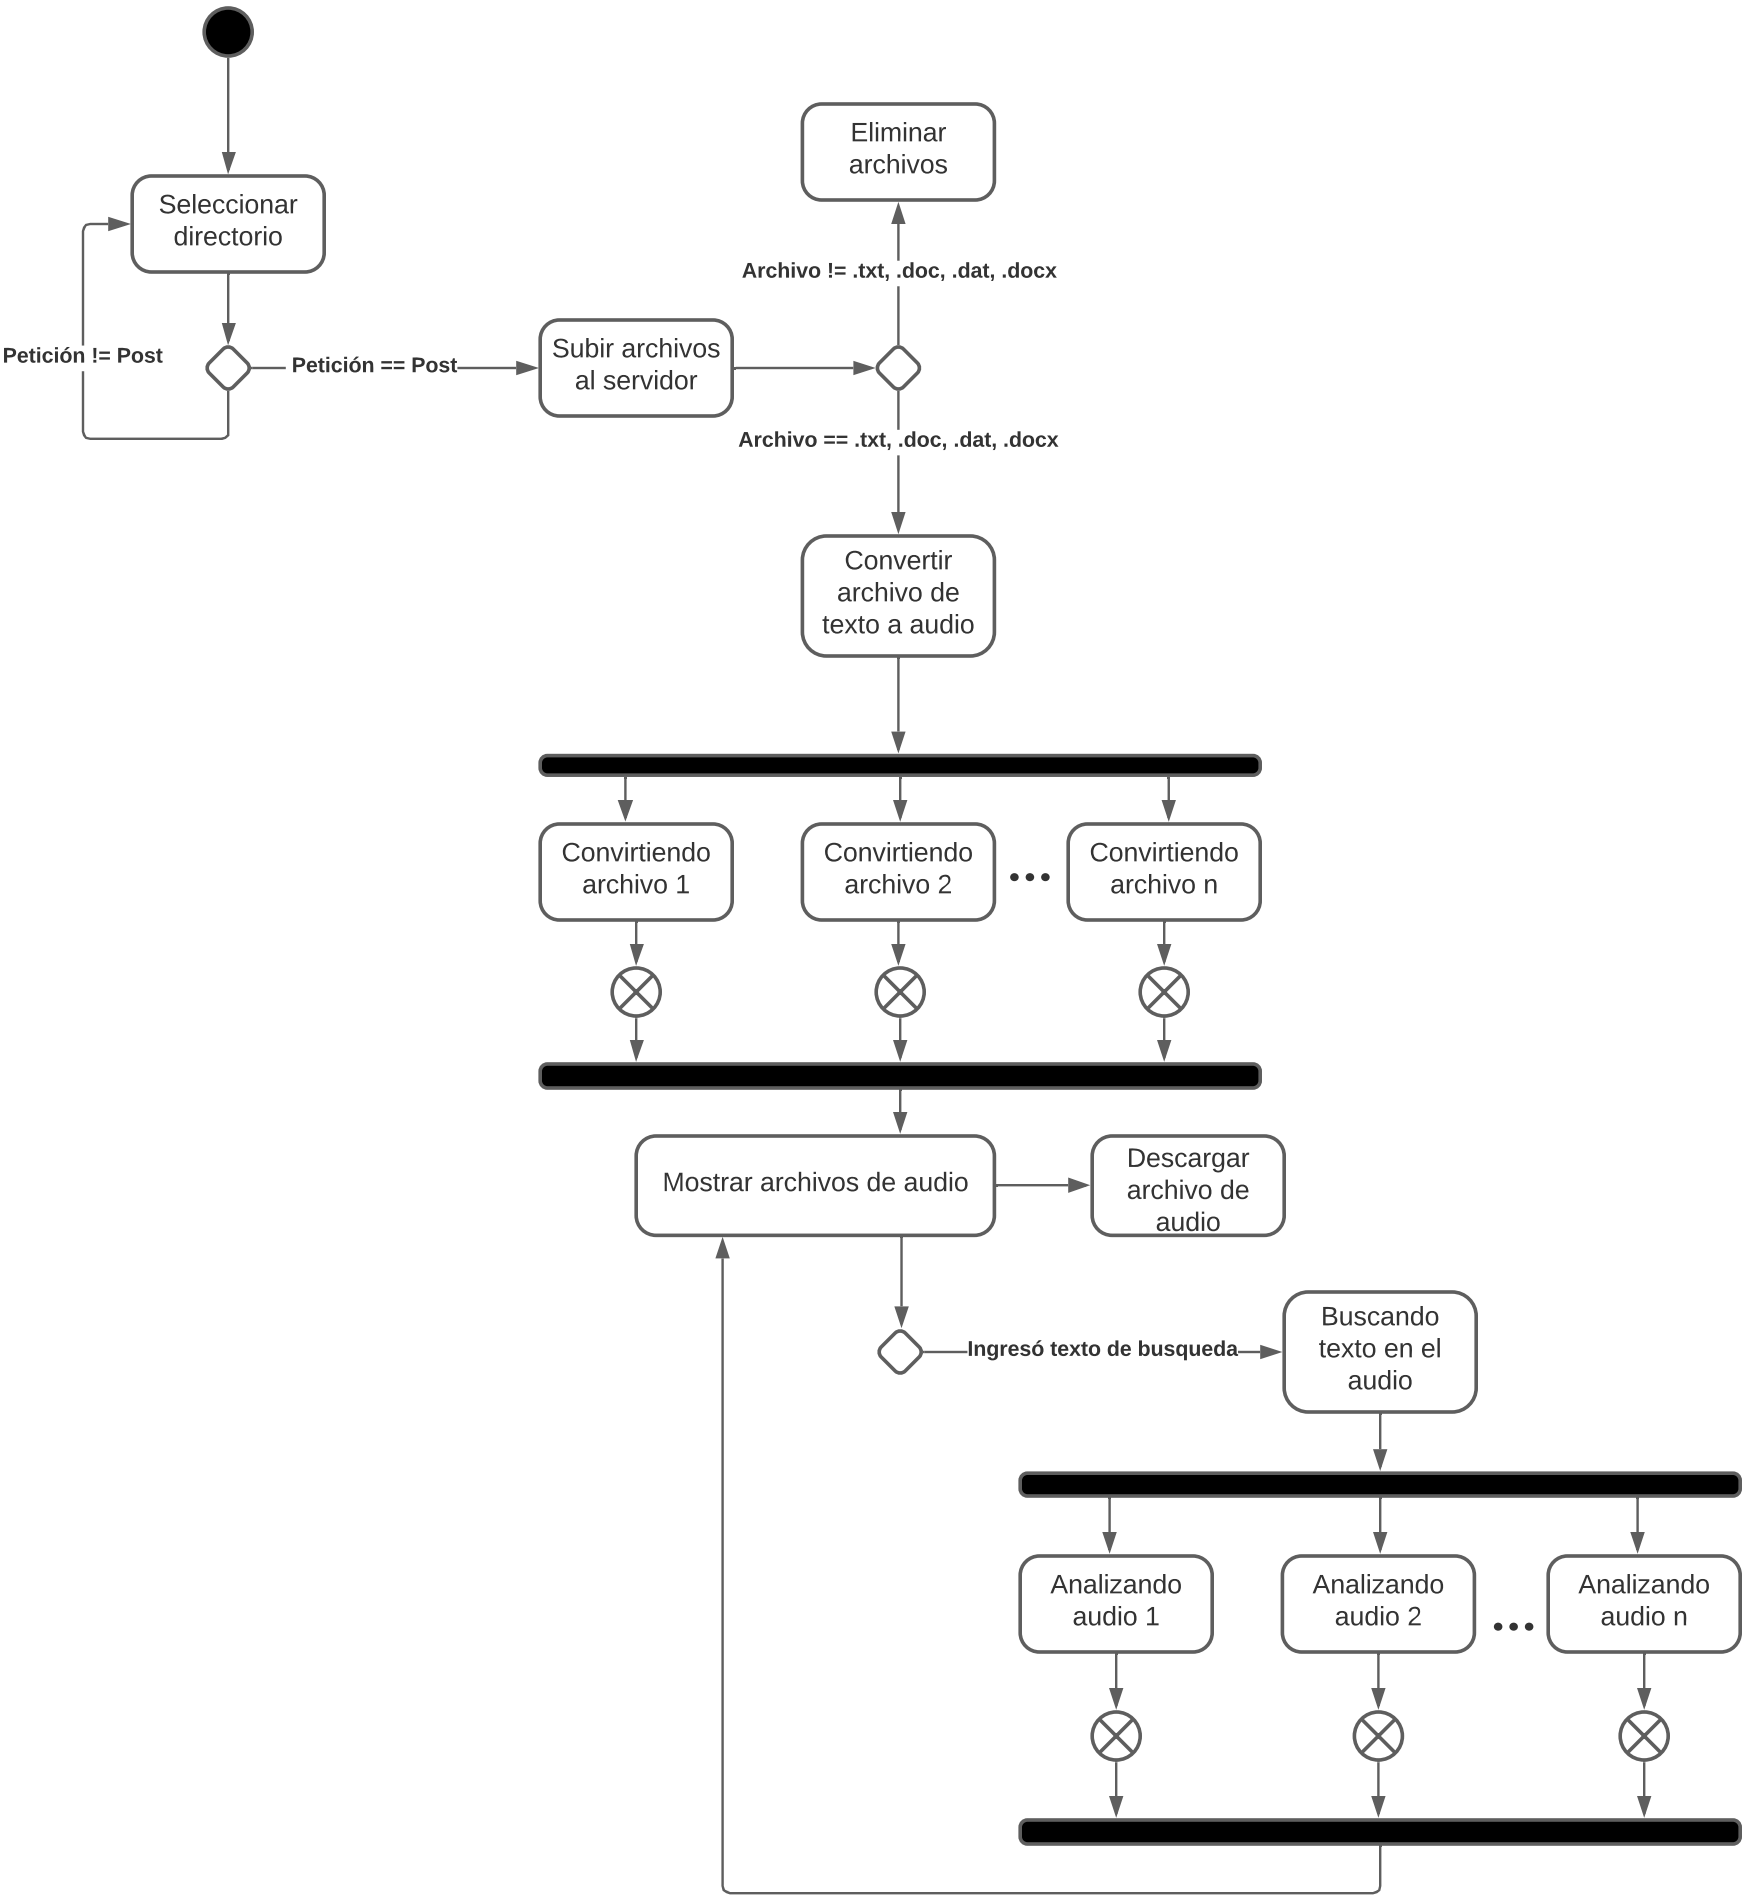 Eliminar
archivos
Seleccionar
directorio
Archivo != .txt, .doc, .dat, .docx
Petición != Post
Petición == Post
Subir archivos
al servidor
Archivo == .txt, .doc, .dat, .docx
Convertir
archivo de
texto a audio
Convirtiendo
archivo 1
Convirtiendo
archivo 2
...
Convirtiendo
archivo n
Mostrar archivos de audio
Descargar
archivo de
audio
Ingresó texto de busqueda
Buscando
texto en el
audio
Analizando
audio 1
Analizando
audio 2
...
Analizando
audio n